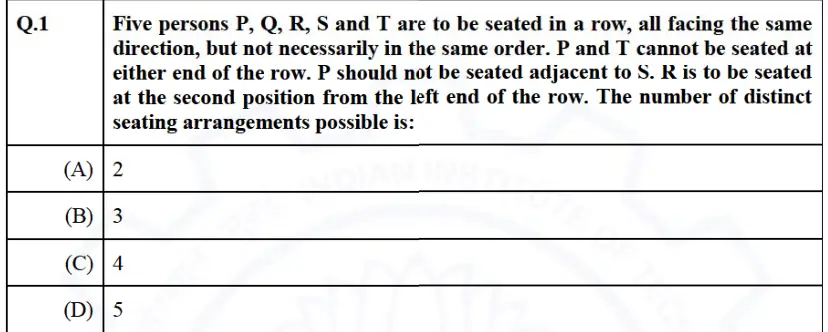 Q.1 Five persons P, Q, R, S and T are to be seated in a row, all facing the same
direction, but not necessarily in the same order. P and T cannot be seated at
either end of the row. P should not be seated adjacent to S. R is to be seated
at the second position from the left end of the row. The number of distinct
seating arrangements possible is:
(A) 2
(B) 3
(C) 4
(D) 5